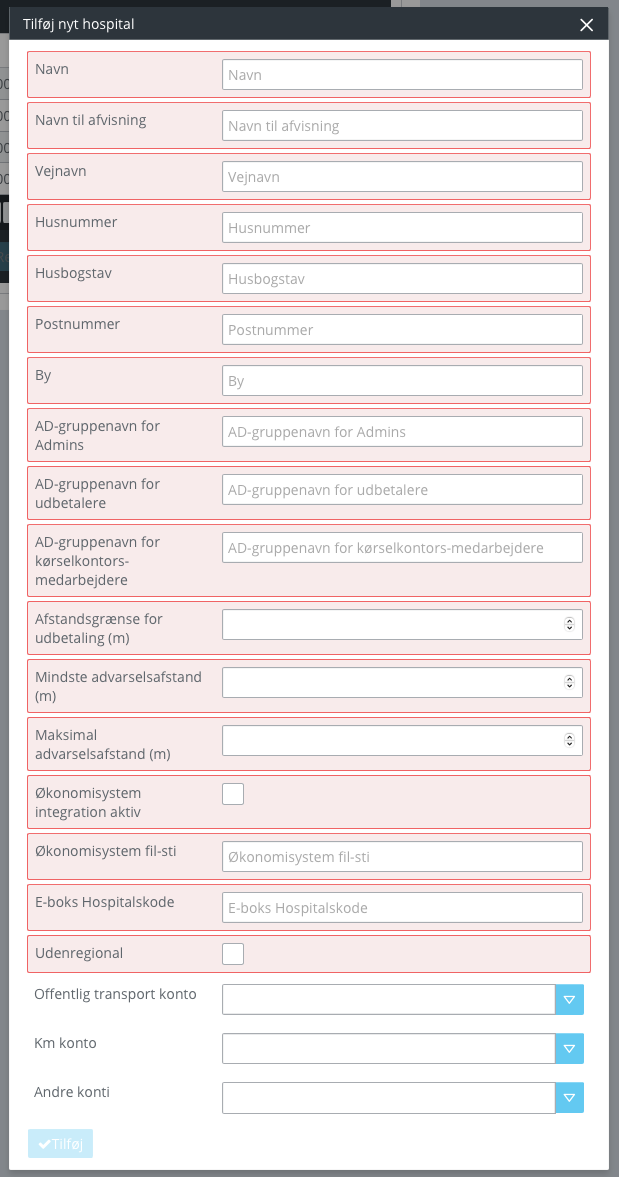 Tilføj nyt hospital
Navn
Navn
Navn til afvisning
Navn til afvisning
Vejnavn
Vejnavn
Husnummer
Husnummer
Husbogstav
Husbogstav
Postnummer
Postnummer
By
By
AD-gruppenavn for
Admins
AD-gruppenavn for Admins
AD-gruppenavn for
udbetalere
AD-gruppenavn for udbetalere
AD-gruppenavn for
kørselkontors-
medarbejdere
AD-gruppenavn for kørselkontors-medarbejdere
Afstandsgrænse for
udbetaling (m)
Mindste advarselsafstand
(m)
Maksimal
advarselsafstand (m)
Økonomisystem
integration aktiv
Økonomisystem fil-sti
Økonomisystem fil-sti
E-boks Hospitalskode
E-boks Hospitalskode
Udenregional
Offentlig transport konto
Km konto
Andre konti
Tilføj